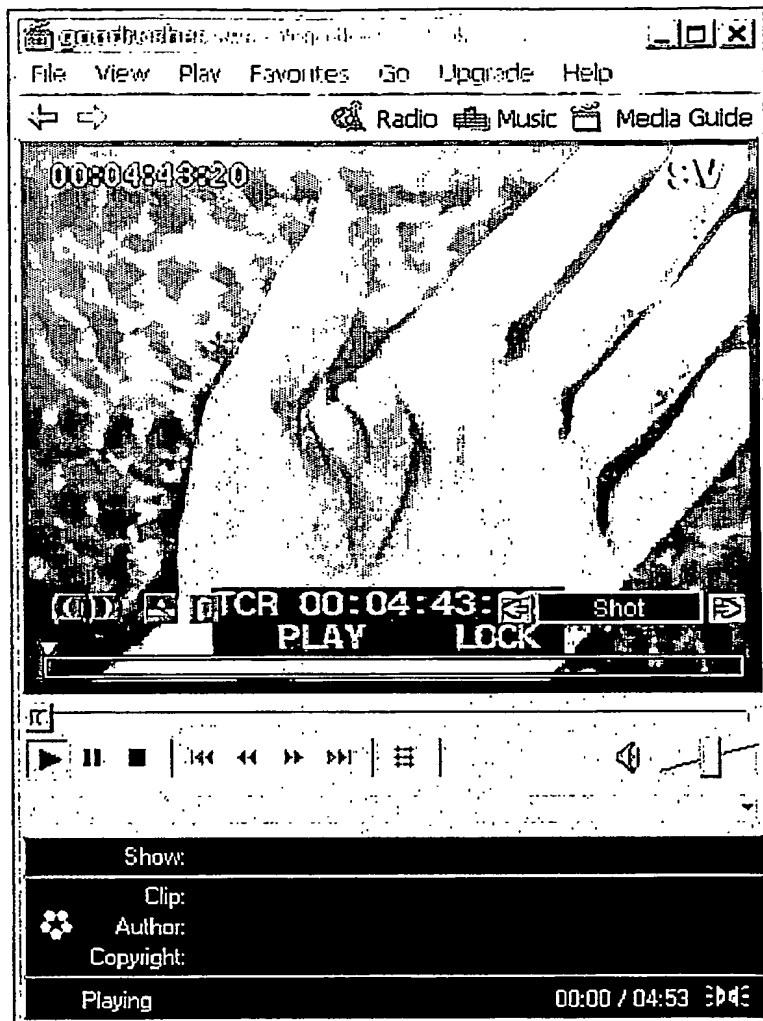 File View Play Favorites Go Upgrade Help
Radio Music Media Guide
00:04:43:20
SV
TCR 00:04:43: Shot
PLAY LOCK
Show:
Clip:
Author:
Copyright:
Playing 00:00 / 04:53